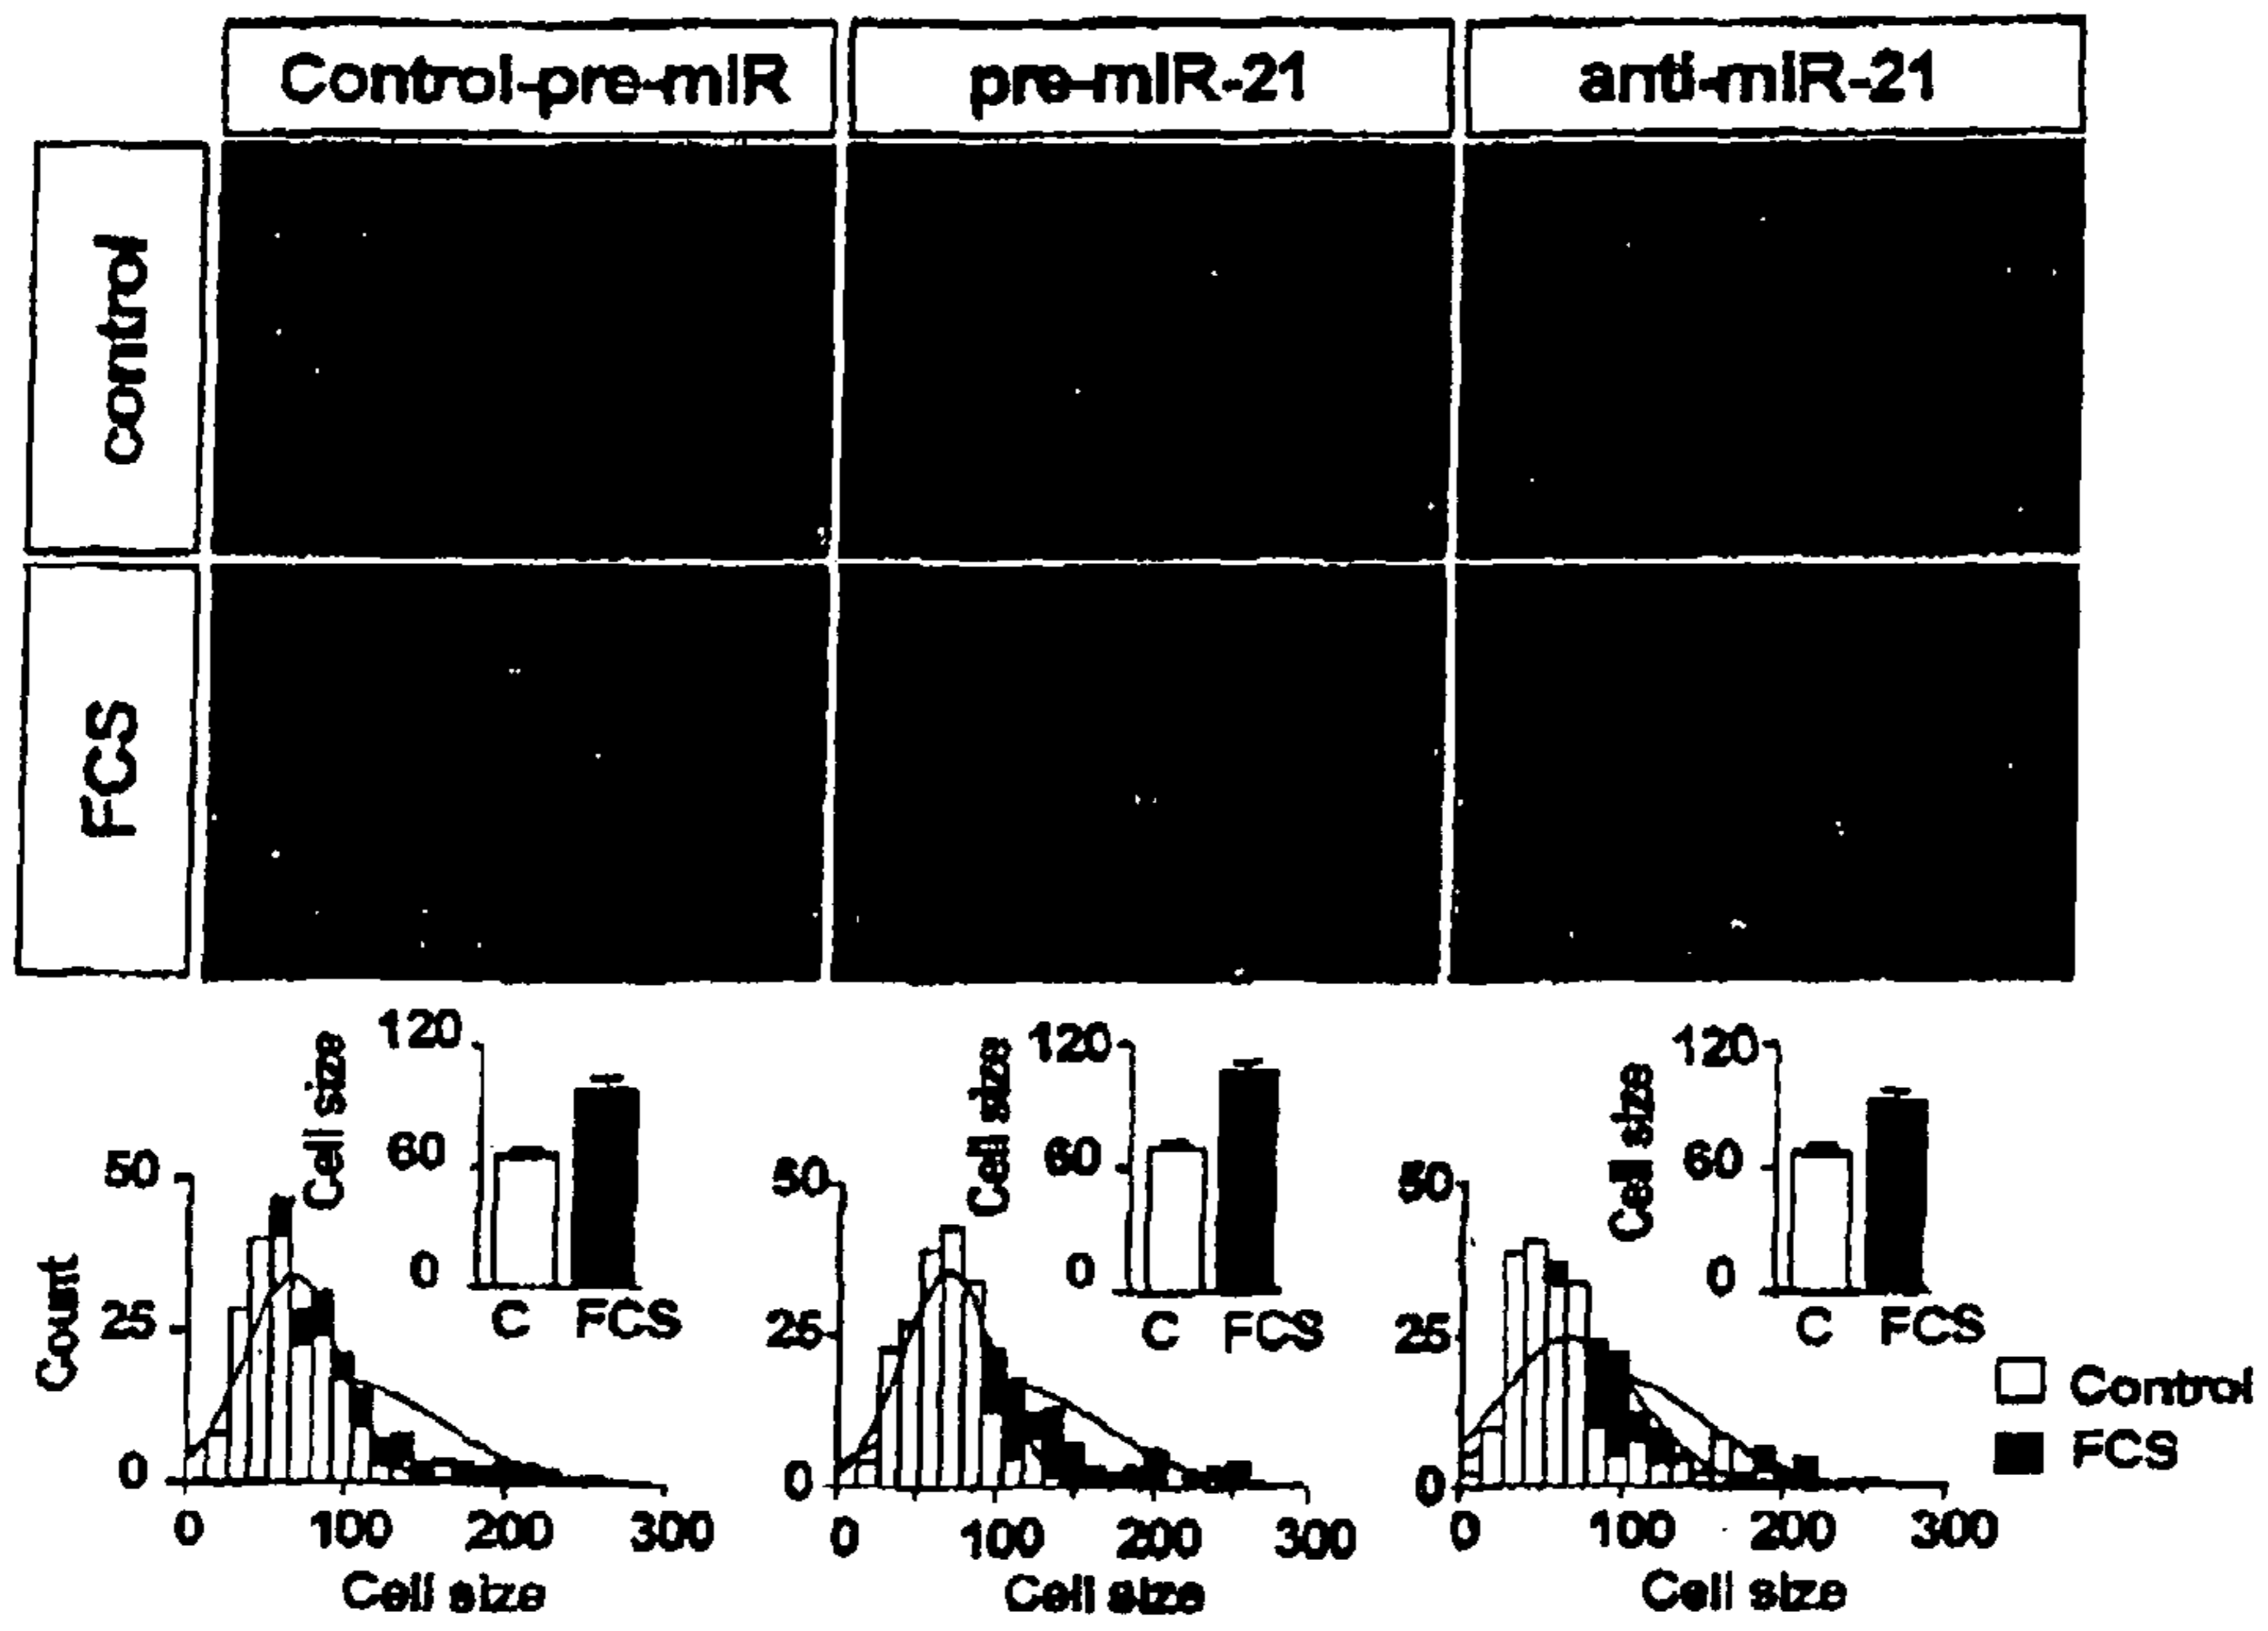 Control-pre-miR
pre-miR-21
anti-miR-21
control
FCS
Cell size
120
60
0
C FCS
Count
50
25
0
0 100 200 300
Cell size
Cell size
120
60
0
C FCS
50
25
0
0 100 200 300
Cell size
Cell size
120
60
0
C FCS
50
25
0
0 100 200 300
Cell size
Control
FCS